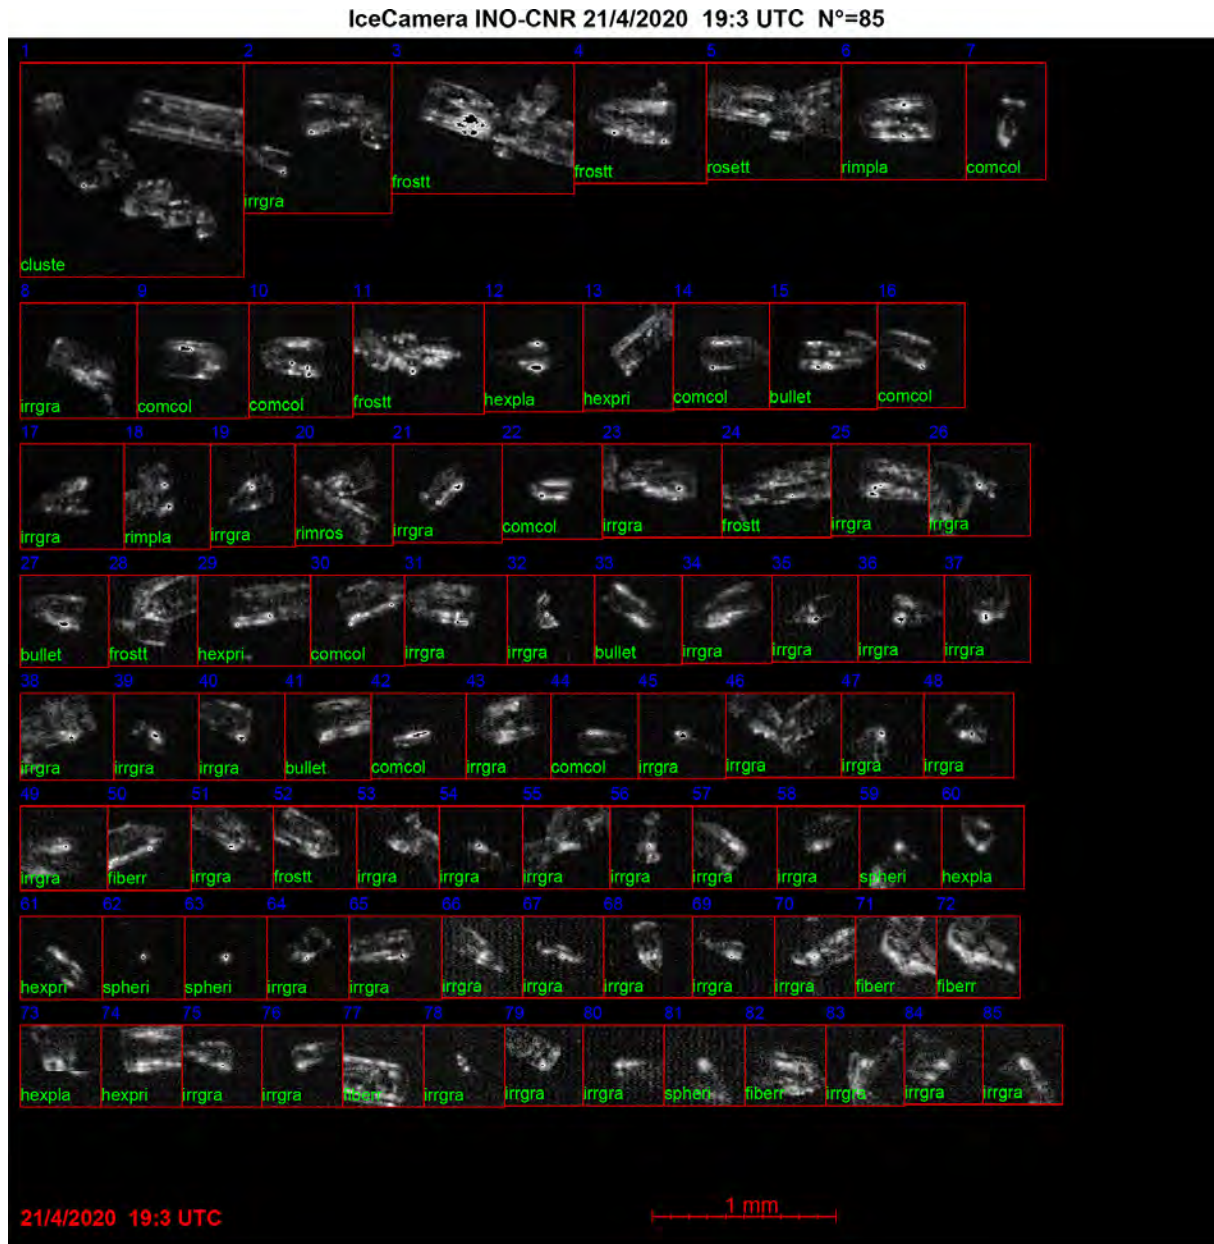 IceCamera INO-CNR 21/4/2020 19:3 UTC N°=85
1 2 3 4 5 6 7
cluste irrgra frostt frostt rosett rimpla comcol
8 9 10 11 12 13 14 15 16
irrgra comcol comcol frostt hexpla hexpri comcol bullet comcol
17 18 19 20 21 22 23 24 25 26
irrgra rimpla irrgra rimros irrgra comcol irrgra frostt irrgra irrgra
27 28 29 30 31 32 33 34 35 36 37
bullet frostt hexpri comcol irrgra irrgra bullet irrgra irrgra irrgra irrgra
38 39 40 41 42 43 44 45 46 47 48
irrgra irrgra irrgra bullet comcol irrgra comcol irrgra irrgra irrgra irrgra
49 50 51 52 53 54 55 56 57 58 59 60
irrgra fiberr irrgra frostt irrgra irrgra irrgra irrgra irrgra irrgra spheri hexpla
61 62 63 64 65 66 67 68 69 70 71 72
hexpri spheri spheri irrgra irrgra irrgra irrgra irrgra irrgra irrgra fiberr fiberr
73 74 75 76 77 78 79 80 81 82 83 84 85
hexpla hexpri irrgra irrgra fiberr irrgra irrgra irrgra spheri fiberr irrgra irrgra irrgra
1 mm
21/4/2020 19:3 UTC